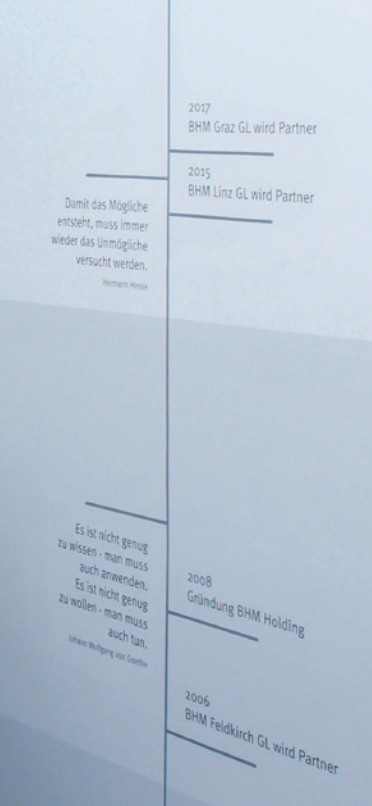 2017
BHM Graz GL wird Partner
2015
BHM Linz GL wird Partner
Damit das Mögliche
entsteht, muss immer
wieder das Unmögliche
versucht werden.
Hermann Hesse
Es ist nicht genug
zu wissen - man muss
auch anwenden.
Es ist nicht genug
zu wollen - man muss
auch tun.
Johann Wolfgang von Goethe
2008
Gründung BHM Holding
2006
BHM Feldkirch GL wird Partner